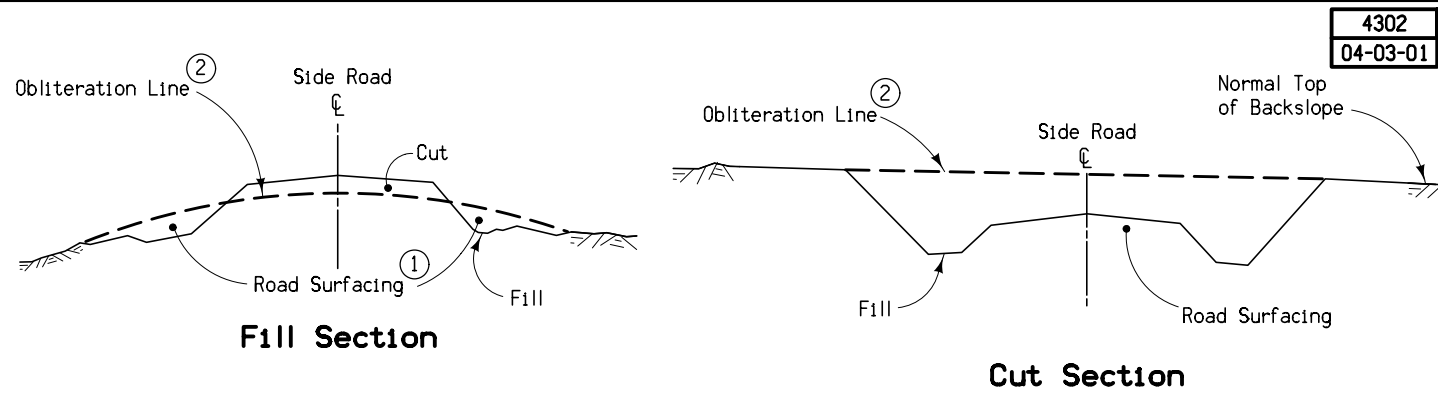 4302
04-03-01
Obliteration Line ②
Side Road
℄
Cut
Road Surfacing ①
Fill
Fill Section
Obliteration Line ②
Side Road
℄
Normal Top
of Backslope
Fill
Road Surfacing
Cut Section